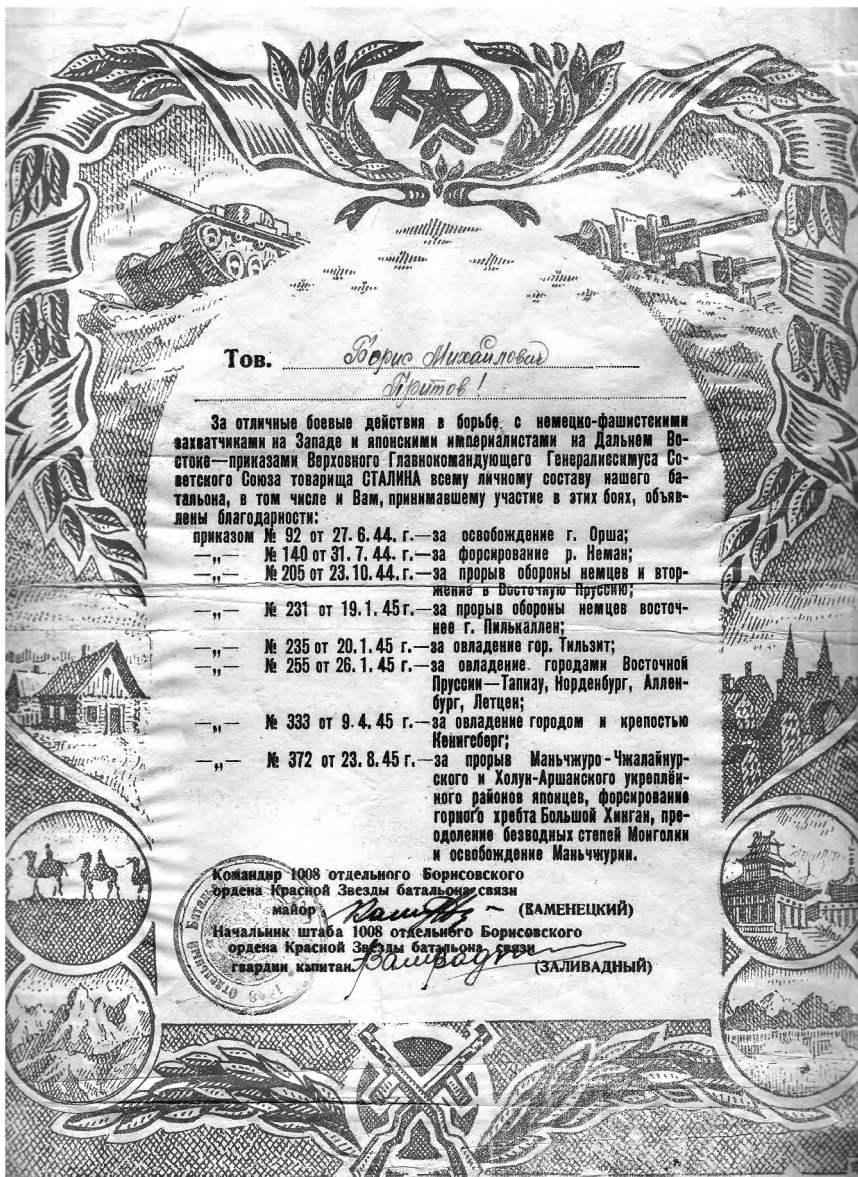 Тов. Борис Михайлович
Притов!
За отличные боевые действия в борьбе с немецко-фашистскими
захватчиками на Западе и японскими империалистами на Дальнем Во-
стоке—приказами Верховного Главнокомандующего Генералиссимуса Со-
ветского Союза товарища СТАЛИНА всему личному составу нашего ба-
тальона, в том числе и Вам, принимавшему участие в этих боях, объяв-
лены благодарности:
приказом № 92 от 27.6.44. г.—за освобождение г. Орша;
—„— № 140 от 31.7.44. г.—за форсирование р. Неман;
—„— № 205 от 23.10.44.г.—за прорыв обороны немцев и втор-
жение в Восточную Пруссию;
—„— № 231 от 19.1.45г.—за прорыв обороны немцев восточ-
нее г. Пилькаллен;
—„— № 235 от 20.1.45 г.—за овладение гор. Тильзит;
—„— № 255 от 26.1.45 г.—за овладение городами Восточной
Пруссии—Тапиау, Норденбург, Аллен-
бург, Летцен;
—„— № 333 от 9.4.45 г.—за овладение городом и крепостью
Кенигсберг;
—„— № 372 от 23.8.45 г.—за прорыв Маньчжуро-Чжалайнур-
ского и Холун-Аршанского укреплён-
ного районов японцев, форсирование
горного хребта Большой Хинган, пре-
одоление безводных степей Монголии
и освобождение Маньчжурии.
Командир 1008 отдельного Борисовского
ордена Красной Звезды батальона связи
майор — (КАМЕНЕЦКИЙ)
Начальник штаба 1008 отдельного Борисовского
ордена Красной Звезды батальона связи
гвардии капитан (ЗАЛИВАДНЫЙ)